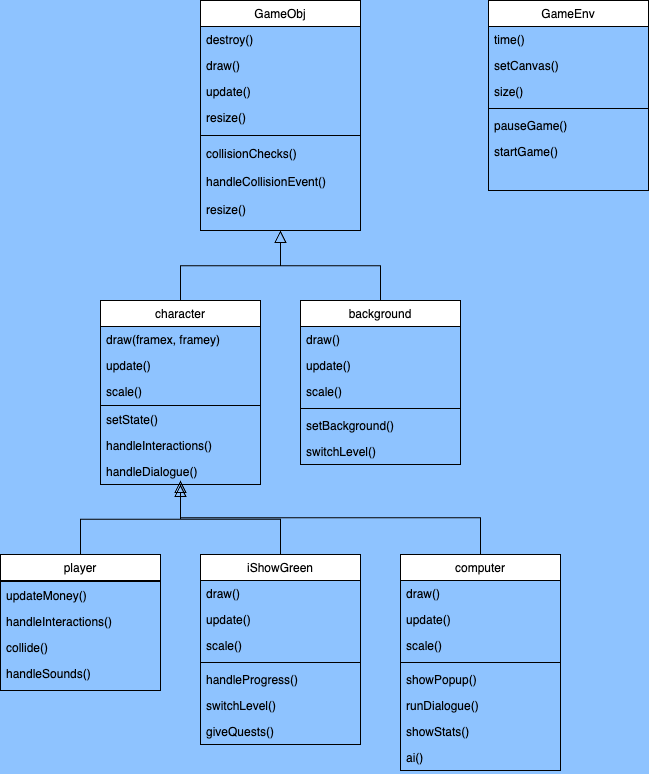 GameObj
destroy()
draw()
update()
resize()
collisionChecks()
handleCollisionEvent()
resize()
GameEnv
time()
setCanvas()
size()
pauseGame()
startGame()
character
draw(framex, framey)
update()
scale()
setState()
handleInteractions()
handleDialogue()
background
draw()
update()
scale()
setBackground()
switchLevel()
player
updateMoney()
handleInteractions()
collide()
handleSounds()
iShowGreen
draw()
update()
scale()
handleProgress()
switchLevel()
giveQuests()
computer
draw()
update()
scale()
showPopup()
runDialogue()
showStats()
ai()